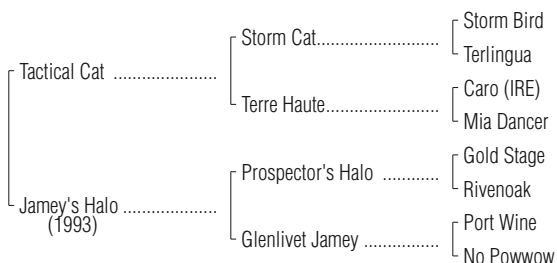 Storm Bird
Storm Cat..............................
Terlingua
Tactical Cat .........................
Caro (IRE)
Terre Haute............................
Mia Dancer
Gold Stage
Prospector's Halo .............
Rivenoak
Jamey's Halo .......................
(1993)
Port Wine
Glenlivet Jamey .................
No Powwow